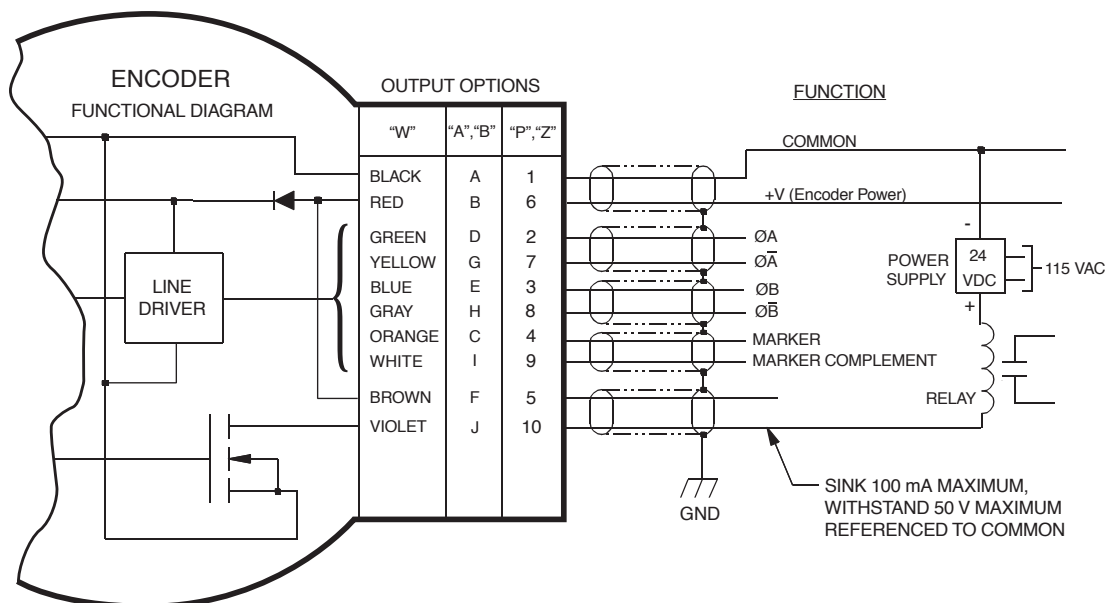 ENCODER
FUNCTIONAL DIAGRAM
OUTPUT OPTIONS
FUNCTION
“W” “A”,“B” “P”,“Z”
COMMON
BLACK A 1
RED B 6
+V (Encoder Power)
GREEN D 2 ØA
YELLOW G 7 ØA̅
BLUE E 3 ØB
GRAY H 8 ØB̅
ORANGE C 4 MARKER
WHITE I 9 MARKER COMPLEMENT
BROWN F 5
VIOLET J 10
LINE
DRIVER
-
POWER
SUPPLY
24
VDC
115 VAC
+
RELAY
GND
SINK 100 mA MAXIMUM,
WITHSTAND 50 V MAXIMUM
REFERENCED TO COMMON